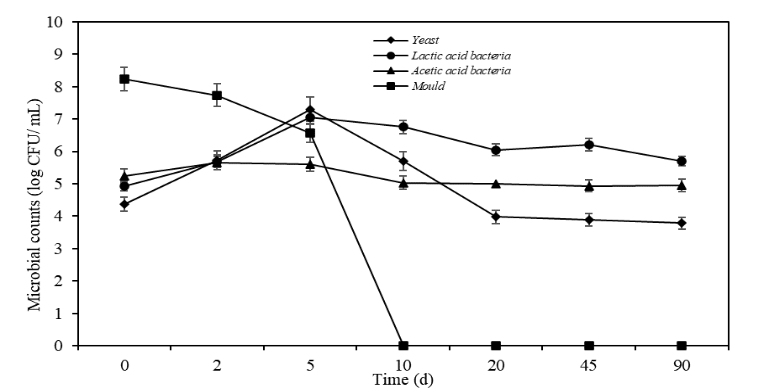 10
9
8
7
6
5
4
3
2
1
0
Microbial counts (log CFU/ mL)
Yeast
Lactic acid bacteria
Acetic acid bacteria
Mould
0 2 5 10 20 45 90
Time (d)